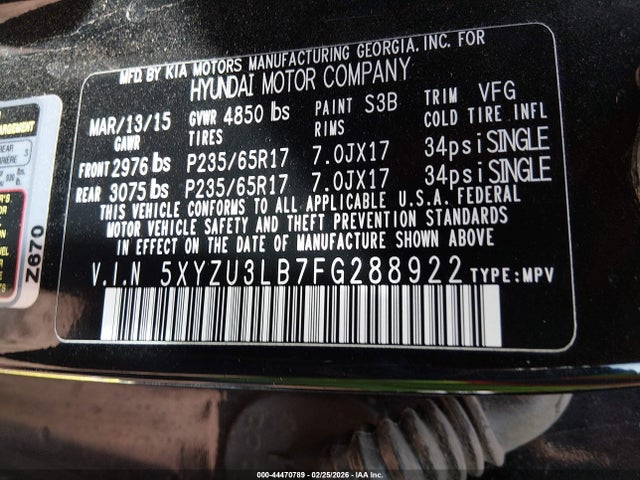 MFD. BY KIA MOTORS MANUFACTURING GEORGIA, INC. FOR
HYUNDAI MOTOR COMPANY
MAR/13/15 GVWR 4850 lbs PAINT S3B TRIM VFG
GAWR TIRES RIMS COLD TIRE INFL
FRONT 2976 lbs P235/65R17 7.0JX17 34psi SINGLE
REAR 3075 lbs P235/65R17 7.0JX17 34psi SINGLE
THIS VEHICLE CONFORMS TO ALL APPLICABLE U.S.A. FEDERAL
MOTOR VEHICLE SAFETY AND THEFT PREVENTION STANDARDS
IN EFFECT ON THE DATE OF MANUFACTURE SHOWN ABOVE.
V.I.N 5XYZU3LB7FG288922 TYPE:MPV
Z670
000-44470789 - 02/25/2026 - IAA Inc.